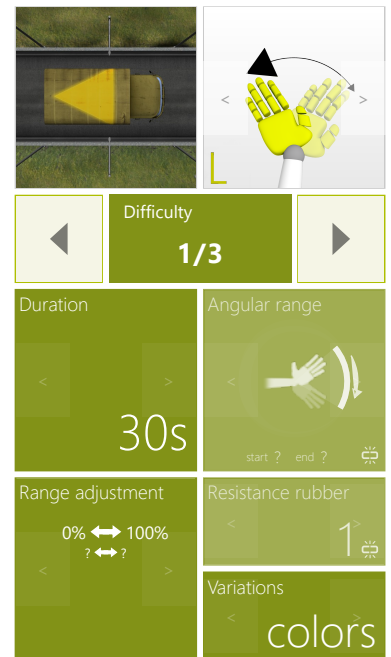 < >
L
Difficulty
1/3
Duration
< >
30s
Angular range
<
start ? end ?
Range adjustment
0% 100%
? ?
< >
Resistance rubber
< >
1
Variations
< >
colors